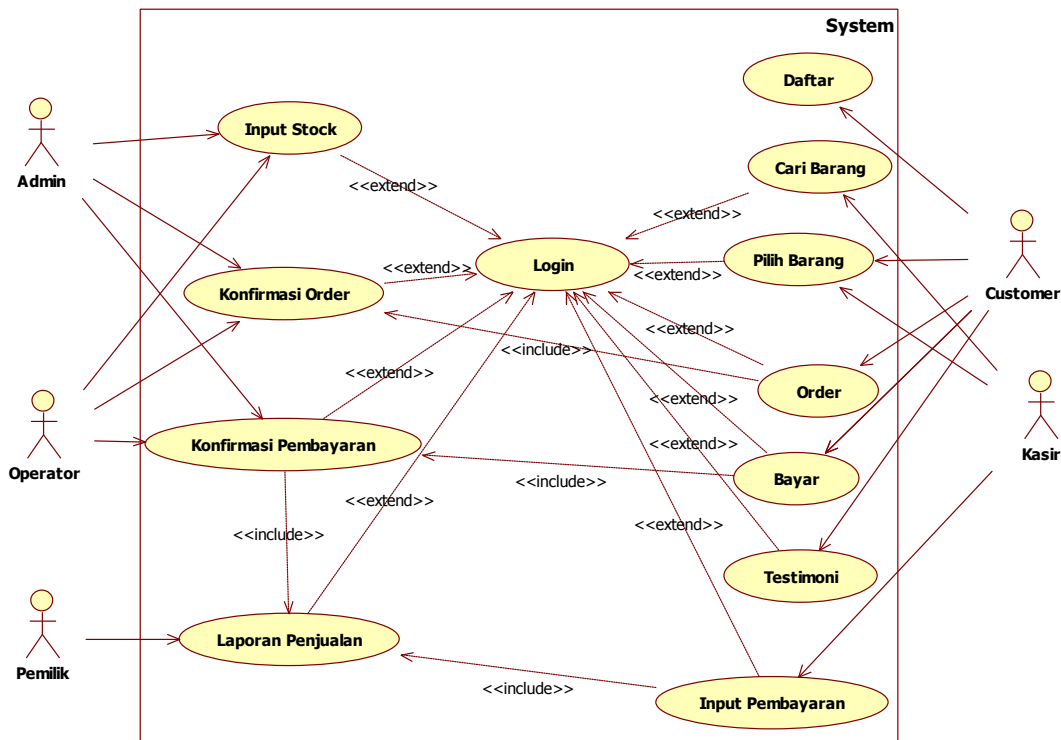 System
Daftar
Input Stock
Admin
Cari Barang
<<extend>>
<<extend>>
Customer
Pilih Barang
Login
<<extend>>
<<extend>>
Konfirmasi Order
<<extend>>
<<include>>
<<extend>>
Order
Konfirmasi Pembayaran
<<extend>>
Operator
<<extend>>
Kasir
Bayar
<<include>>
<<extend>>
<<extend>>
<<include>>
Testimoni
Laporan Penjualan
Pemilik
<<include>>
Input Pembayaran